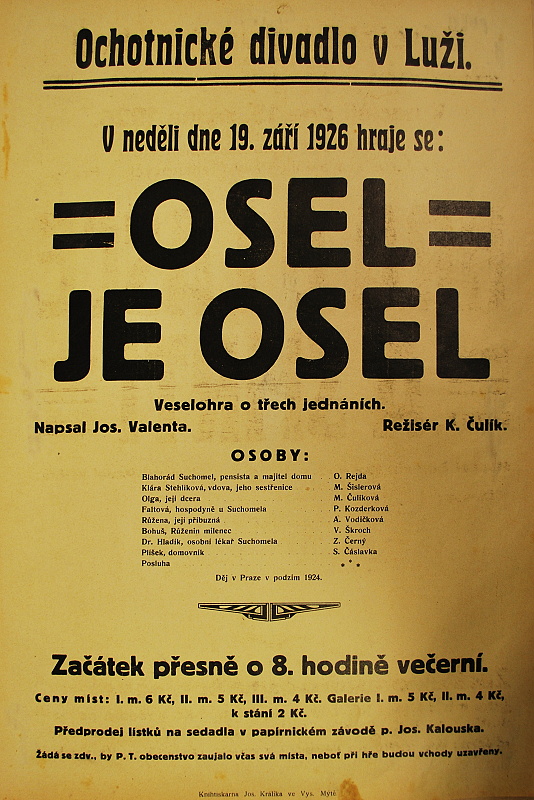 Ochotnické divadlo v Luži.
V neděli dne 19. září 1926 hraje se:
=OSEL=
JE OSEL
Veselohra o třech jednáních.
Napsal Jos. Valenta. Režisér K. Čulík.
OSOBY:
Blahorád Suchomel, pensista a majitel domu O. Rejda
Klára Stehlíková, vdova, jeho sestřenice M. Šislerová
Olga, její dcera M. Čulíková
Faltová, hospodyně u Suchomela P. Kozderková
Růžena, její příbuzná A. Vodičková
Bohuš, Růženin milenec V. Škroch
Dr. Hladík, osobní lékař Suchomela Z. Černý
Plíšek, domovník S. Čáslavka
Posluha * * *
Děj v Praze v podzim 1924.
Začátek přesně o 8. hodině večerní.
Ceny míst: I. m. 6 Kč, II. m. 5 Kč, III. m. 4 Kč. Galerie I. m. 5 Kč, II. m. 4 Kč,
k stání 2 Kč.
Předprodej lístků na sedadla v papírnickém závodě p. Jos. Kalouska.
Žádá se zdv., by P. T. obecenstvo zaujalo včas svá místa, neboť při hře budou vchody uzavřeny.
Knihtiskarna Jos. Králíka ve Vys. Mýtě